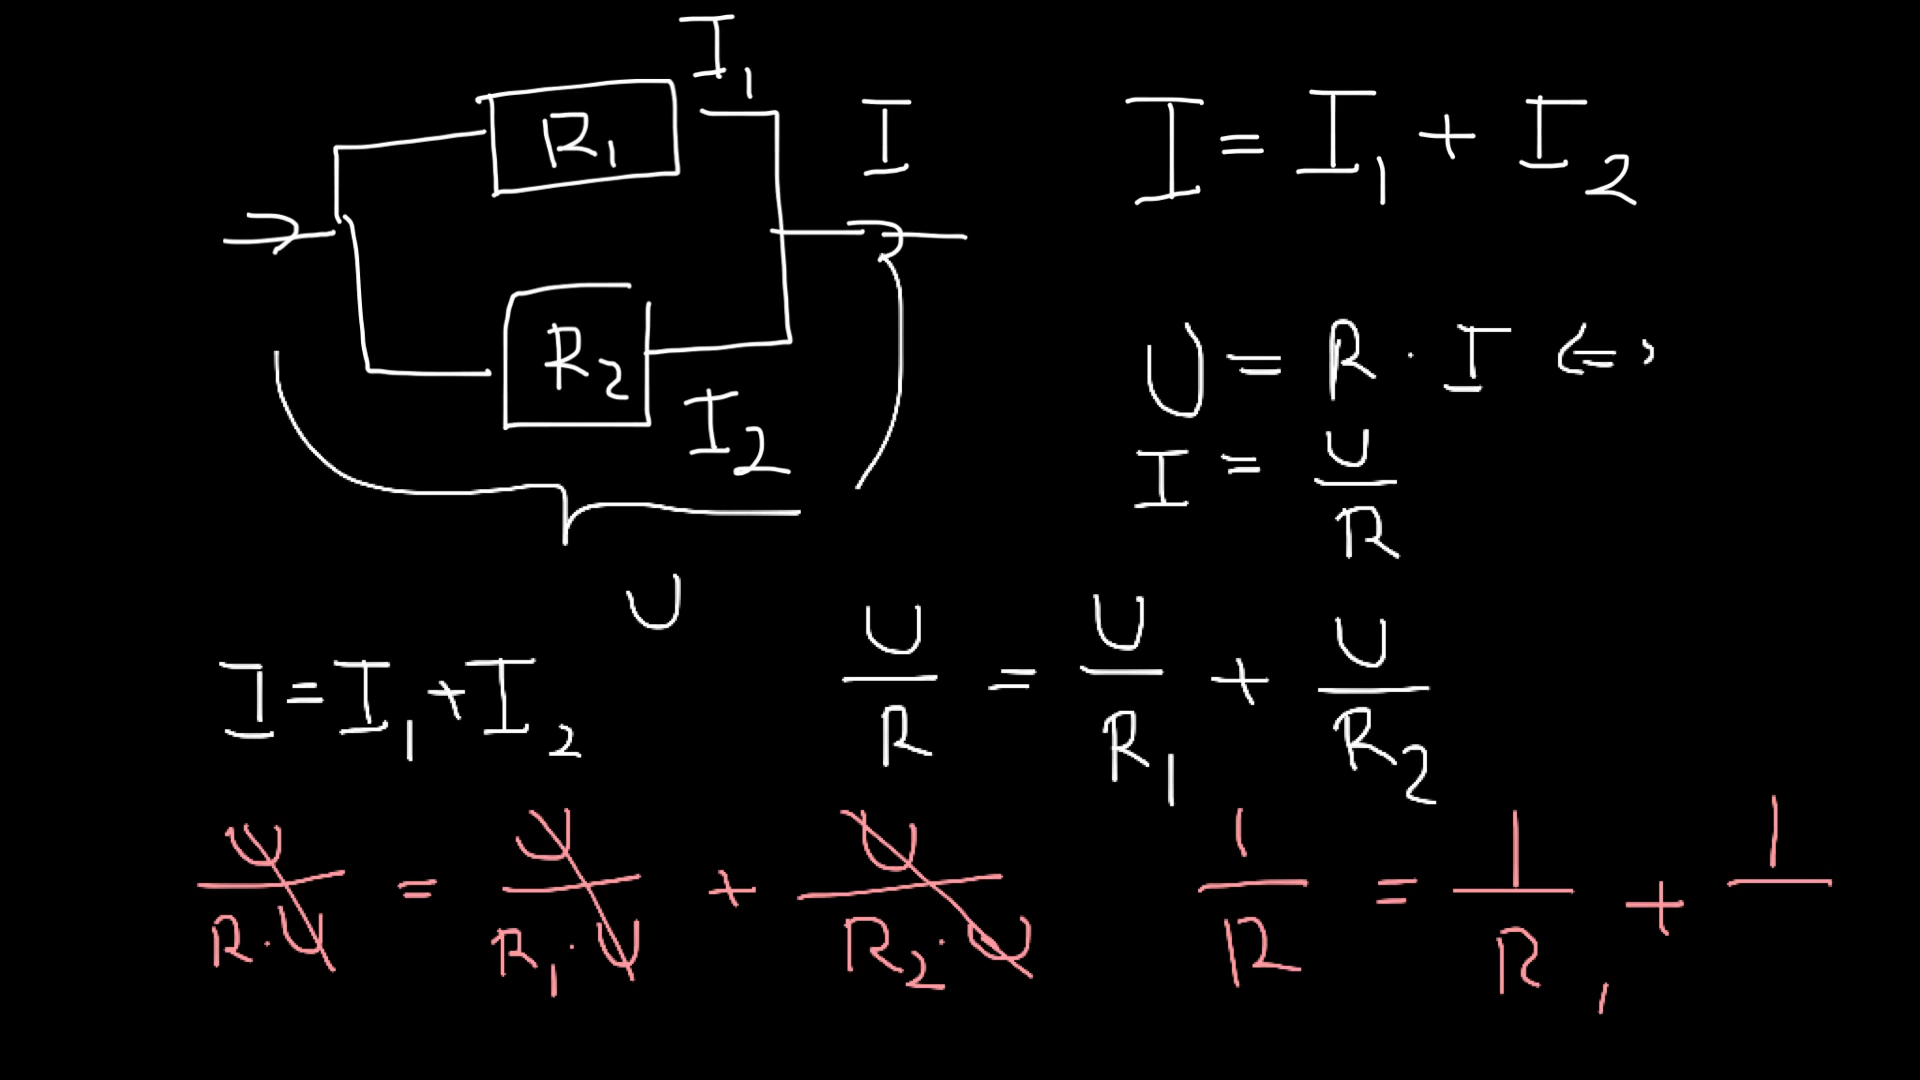 I₁
R₁
I
R₂
I₂
U
I = I₁ + I₂
U = R · I <=>
I = U/R
I = I₁ + I₂
U/R = U/R₁ + U/R₂
U/(R·U) = U/(R₁·U) + U/(R₂·U)
1/R = 1/R₁ + 1/